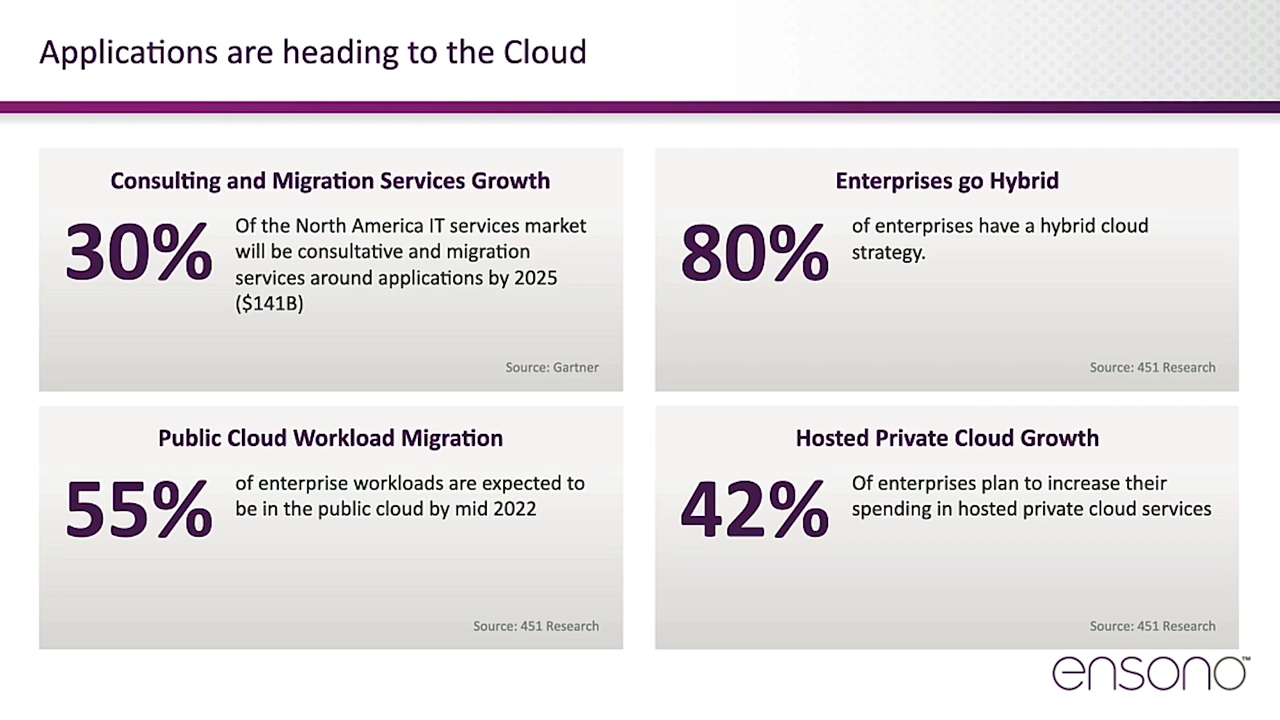 Applications are heading to the Cloud
Consulting and Migration Services Growth
30%
Of the North America IT services market
will be consultative and migration
services around applications by 2025
($141B)
Source: Gartner
Enterprises go Hybrid
80%
of enterprises have a hybrid cloud
strategy.
Source: 451 Research
Public Cloud Workload Migration
55%
of enterprise workloads are expected to
be in the public cloud by mid 2022
Source: 451 Research
Hosted Private Cloud Growth
42%
Of enterprises plan to increase their
spending in hosted private cloud services
Source: 451 Research
ensono™